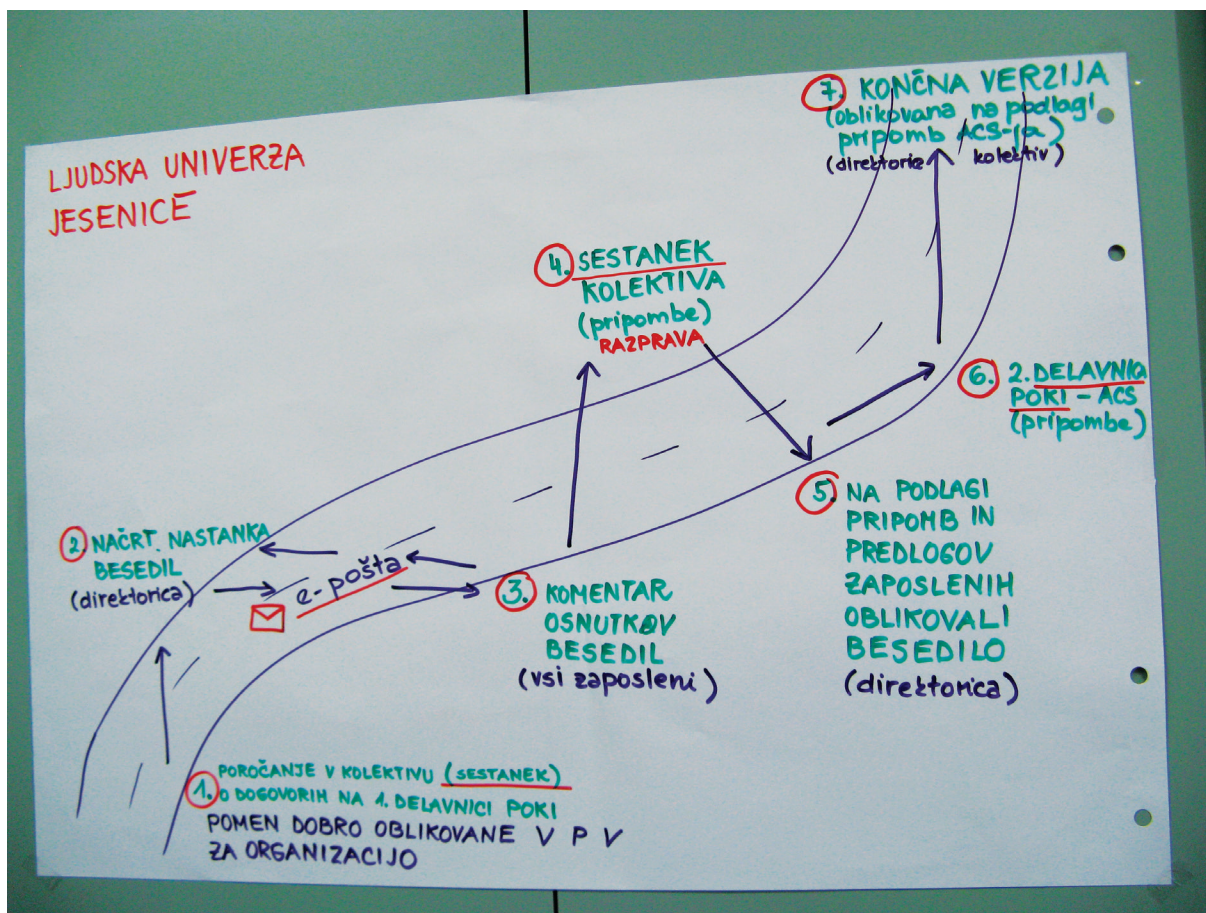 LJUDSKA UNIVERZA
JESENICE
1. POROČANJE V KOLEKTIVU (SESTANEK)
O DOGOVORIH NA 1. DELAVNICI POKI
POMEN DOBRO OBLIKOVANE V P V
ZA ORGANIZACIJO
2. NAČRT. NASTANKA
BESEDIL
(direktorica)
e-pošta
3. KOMENTAR
OSNUTKOV
BESEDIL
(vsi zaposleni)
4. SESTANEK
KOLEKTIVA
(pripombe)
RAZPRAVA
5. NA PODLAGI
PRIPOMB IN
PREDLOGOV
ZAPOSLENIH
OBLIKOVALI
BESEDILO
(direktorica)
6. 2. DELAVNICA
POKI - ACS
(pripombe)
7. KONČNA VERZIJA
(oblikovana na podlagi
pripomb ACS-ja)
(direktorica kolektiv)